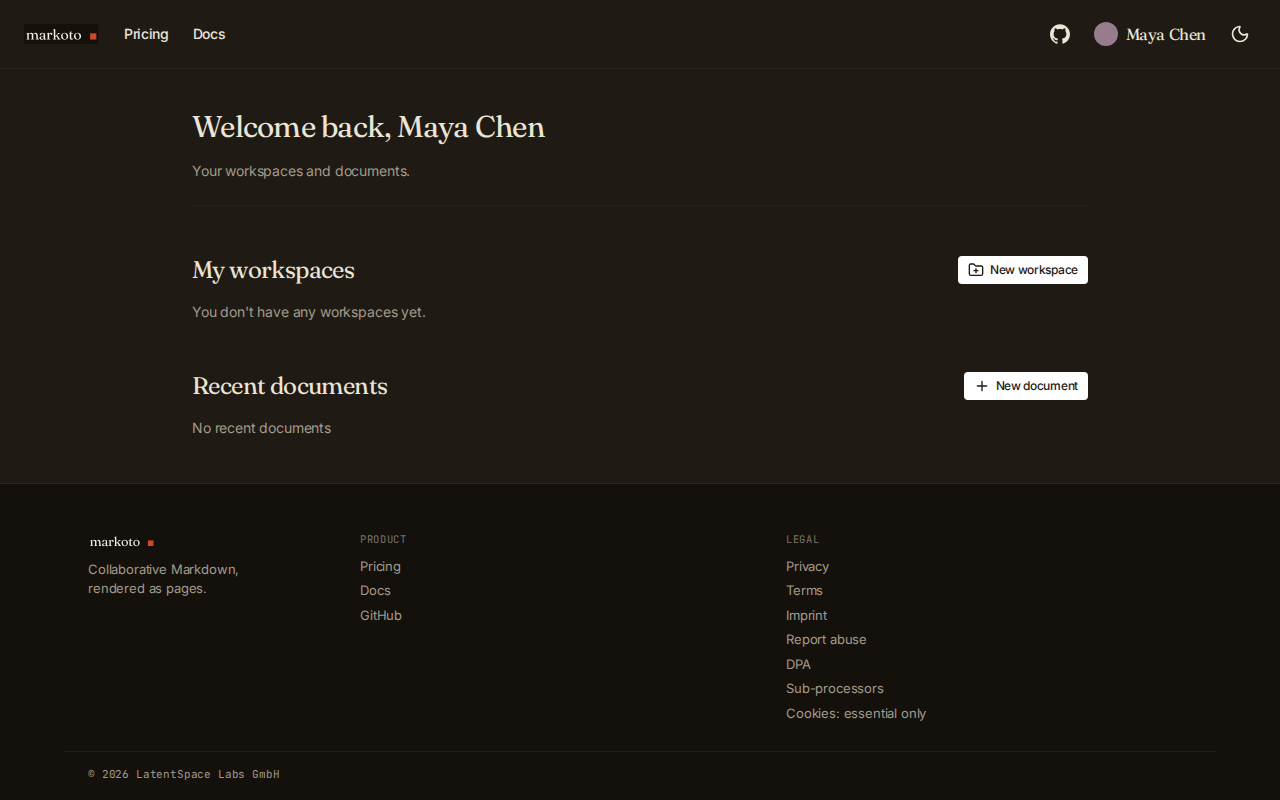 markoto
Pricing
Docs
Maya Chen
Welcome back, Maya Chen
Your workspaces and documents.
My workspaces
New workspace
You don't have any workspaces yet.
Recent documents
New document
No recent documents
markoto
Collaborative Markdown,
rendered as pages.
PRODUCT
Pricing
Docs
GitHub
LEGAL
Privacy
Terms
Imprint
Report abuse
DPA
Sub-processors
Cookies: essential only
© 2026 LatentSpace Labs GmbH